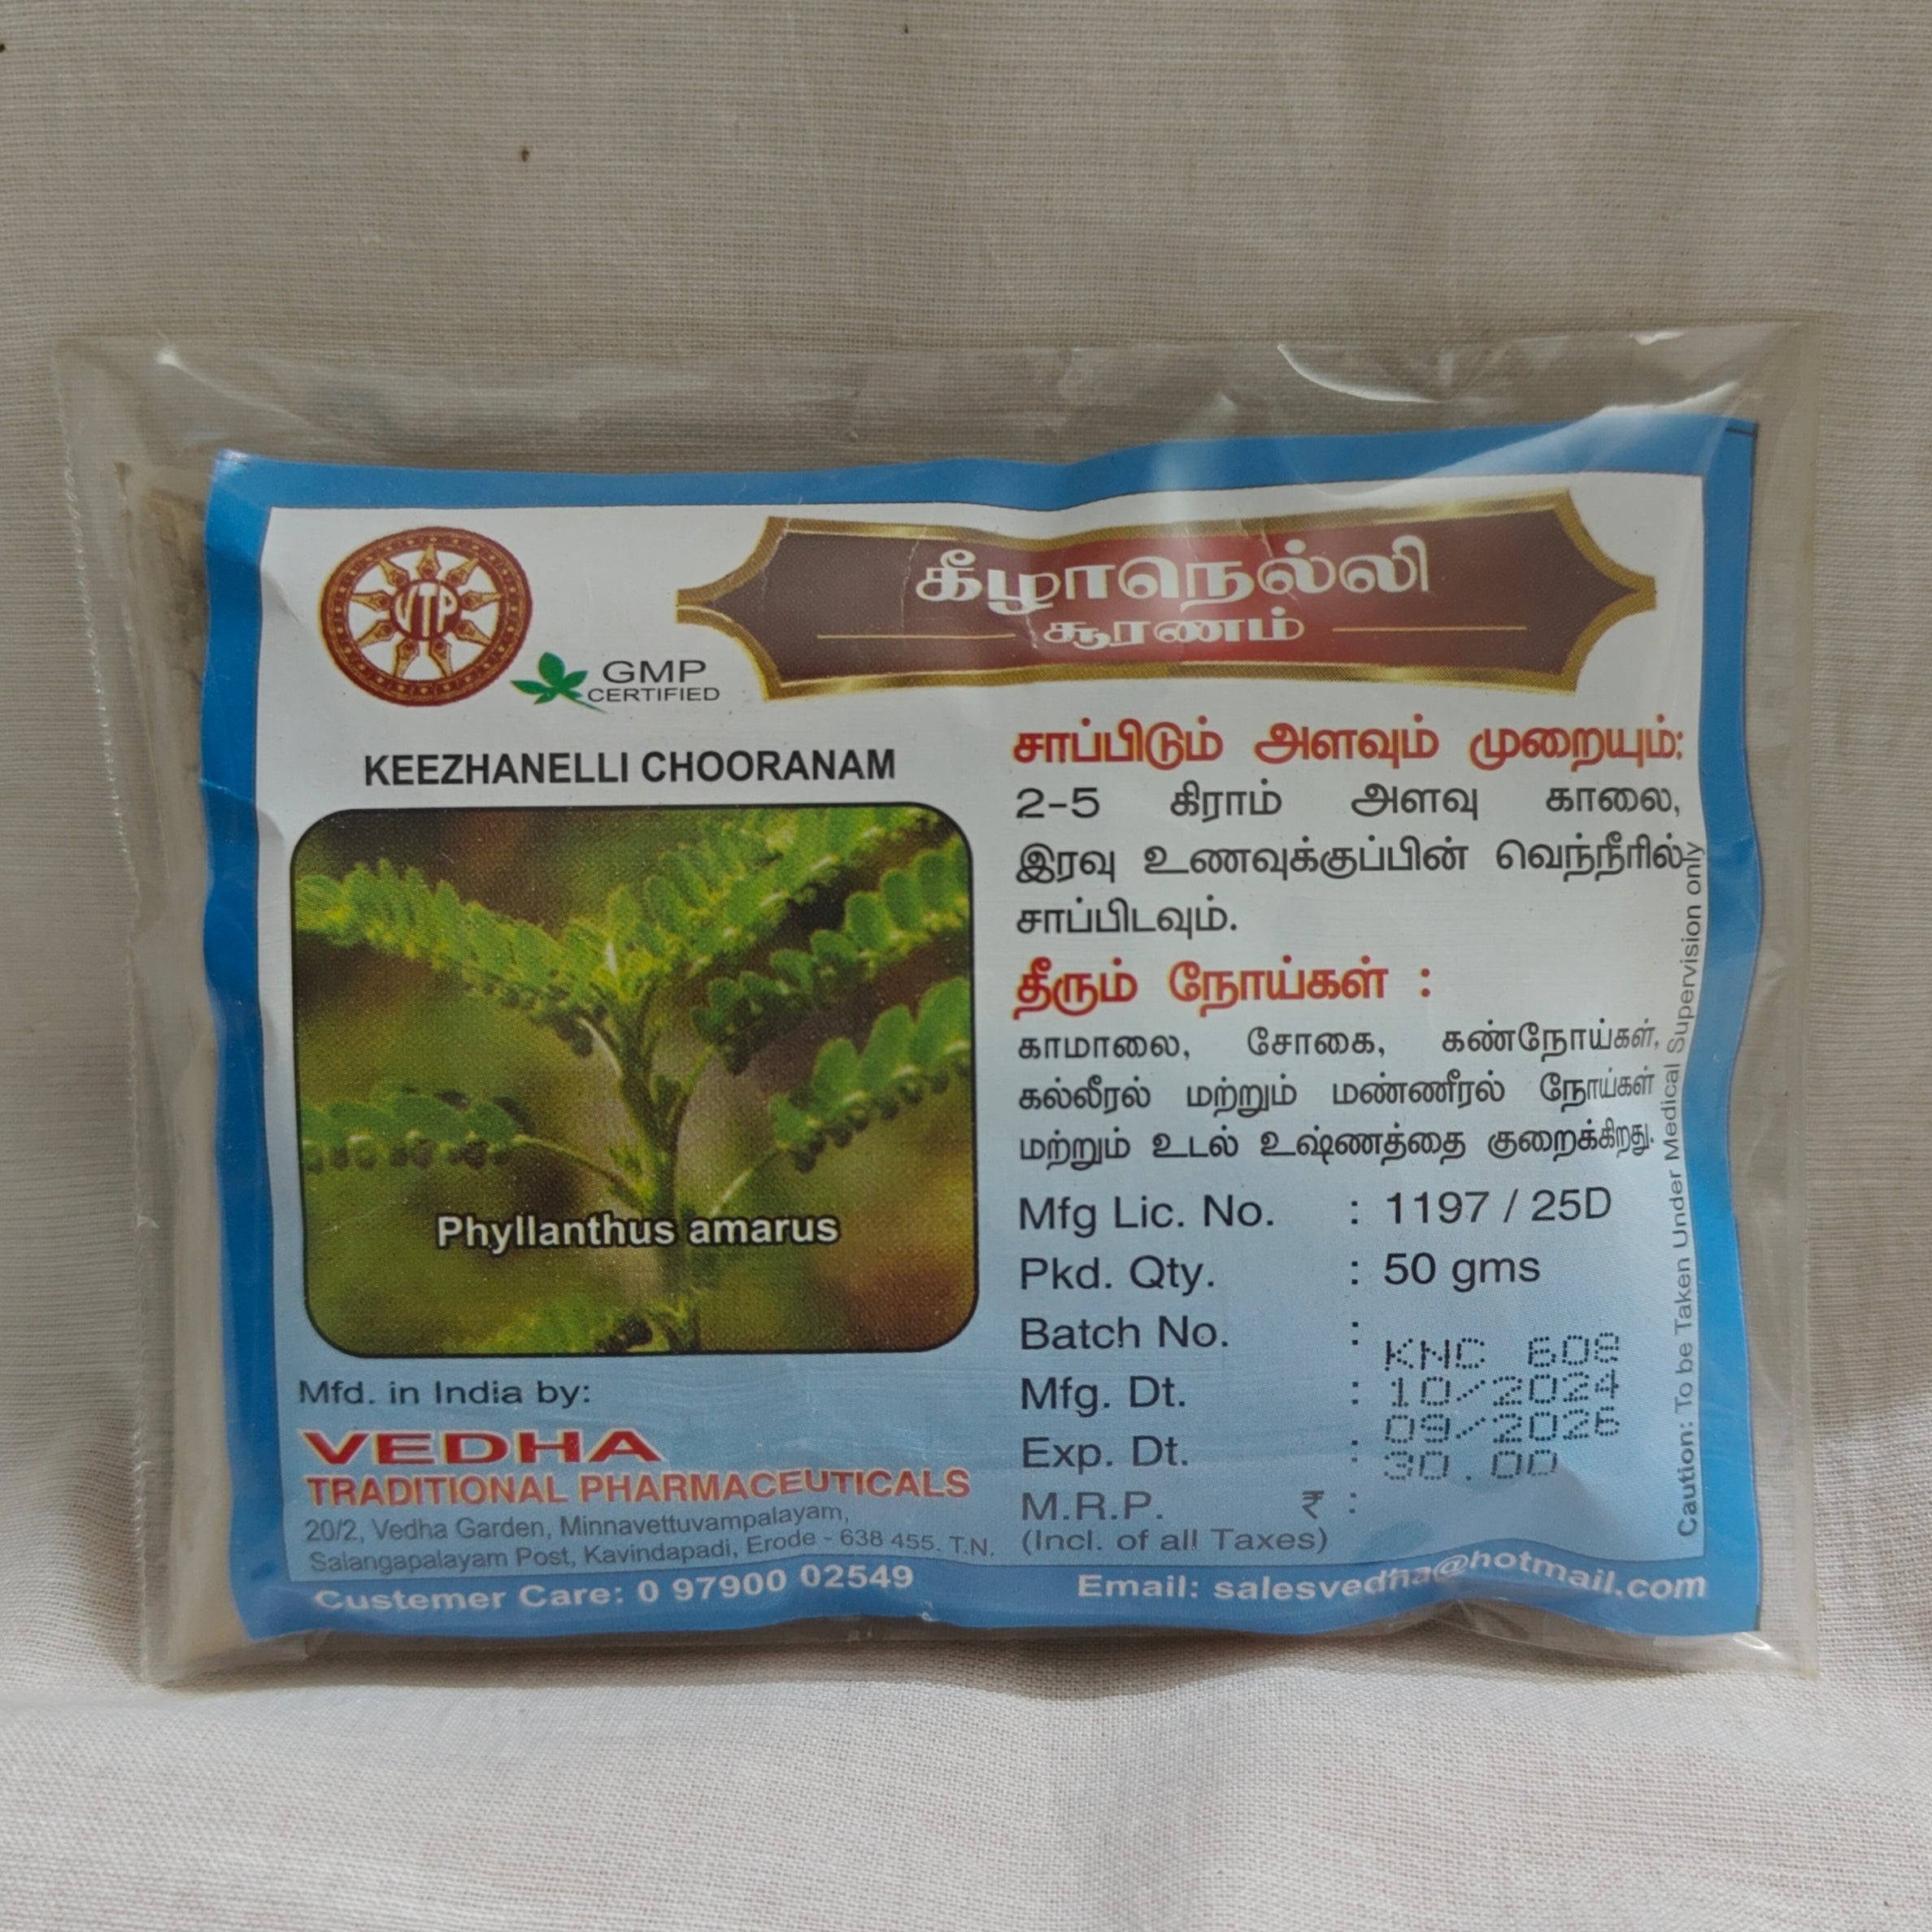 VTP
GMP
CERTIFIED
கீழாநெல்லி
சூரணம்
KEEZHANELLI CHOORANAM
Phyllanthus amarus
Mfd. in India by:
VEDHA
TRADITIONAL PHARMACEUTICALS
20/2, Vedha Garden, Minnavettuvampalayam,
Salangapalayam Post, Kavindapadi, Erode - 638 455. T.N.
சாப்பிடும் அளவும் முறையும்:
2-5 கிராம் அளவு காலை,
இரவு உணவுக்குப்பின் வெந்நீரில்
சாப்பிடவும்.
தீரும் நோய்கள் :
காமாலை, சோகை, கண்நோய்கள்,
கல்லீரல் மற்றும் மண்ணீரல் நோய்கள்
மற்றும் உடல் உஷ்ணத்தை குறைக்கிறது.
Mfg Lic. No. : 1197 / 25D
Pkd. Qty. : 50 gms
Batch No. : KNC 608
Mfg. Dt. : 10/2024
Exp. Dt. : 09/2026
M.R.P. ₹ : 30.00
(Incl. of all Taxes)
Caution: To be Taken Under Medical Supervision only
Custemer Care: 0 97900 02549
Email: salesvedha@hotmail.com